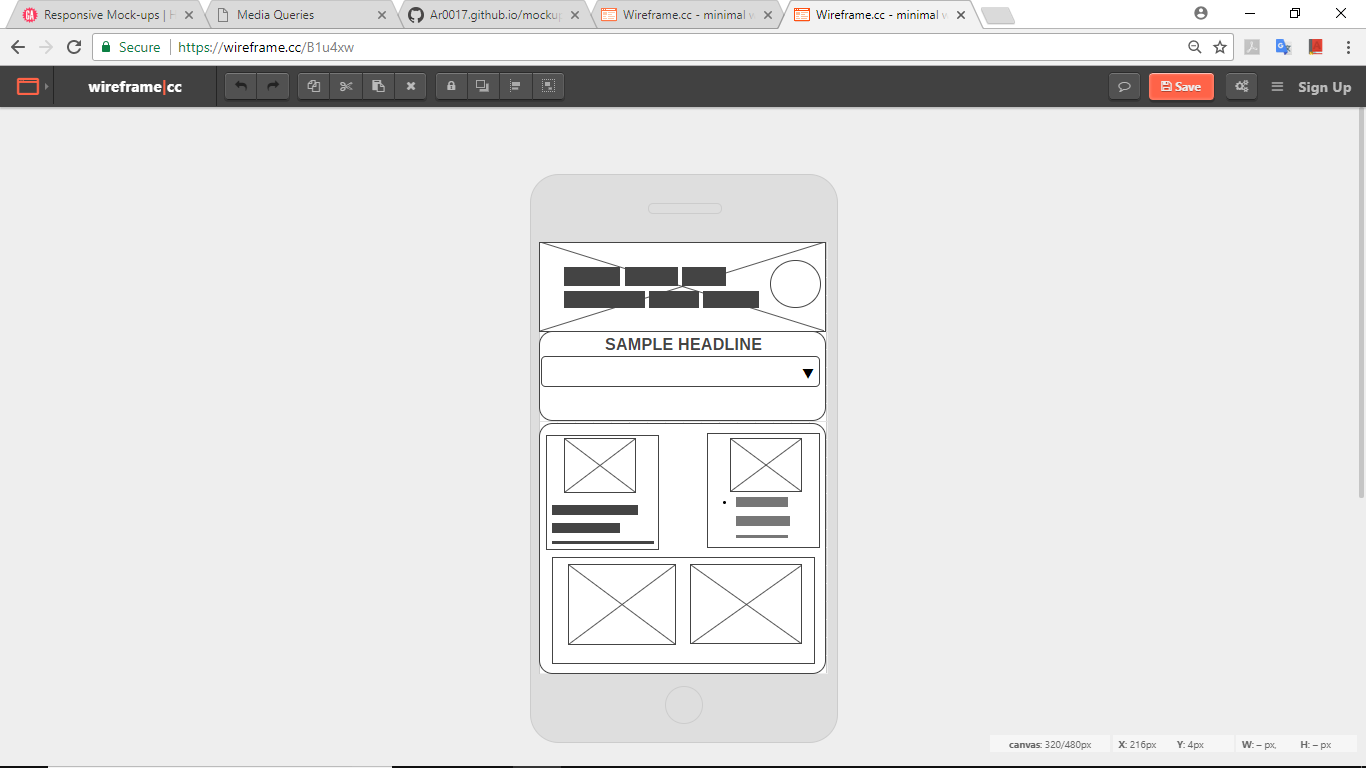 Responsive Mock-ups | H
Media Queries
Ar0017.github.io/mockup
Wireframe.cc - minimal w
Wireframe.cc - minimal w
Secure
https://wireframe.cc/B1u4xw
wireframe|cc
Save
Sign Up
SAMPLE HEADLINE
canvas: 320/480px
X: 216px
Y: 4px
W: – px,
H: – px